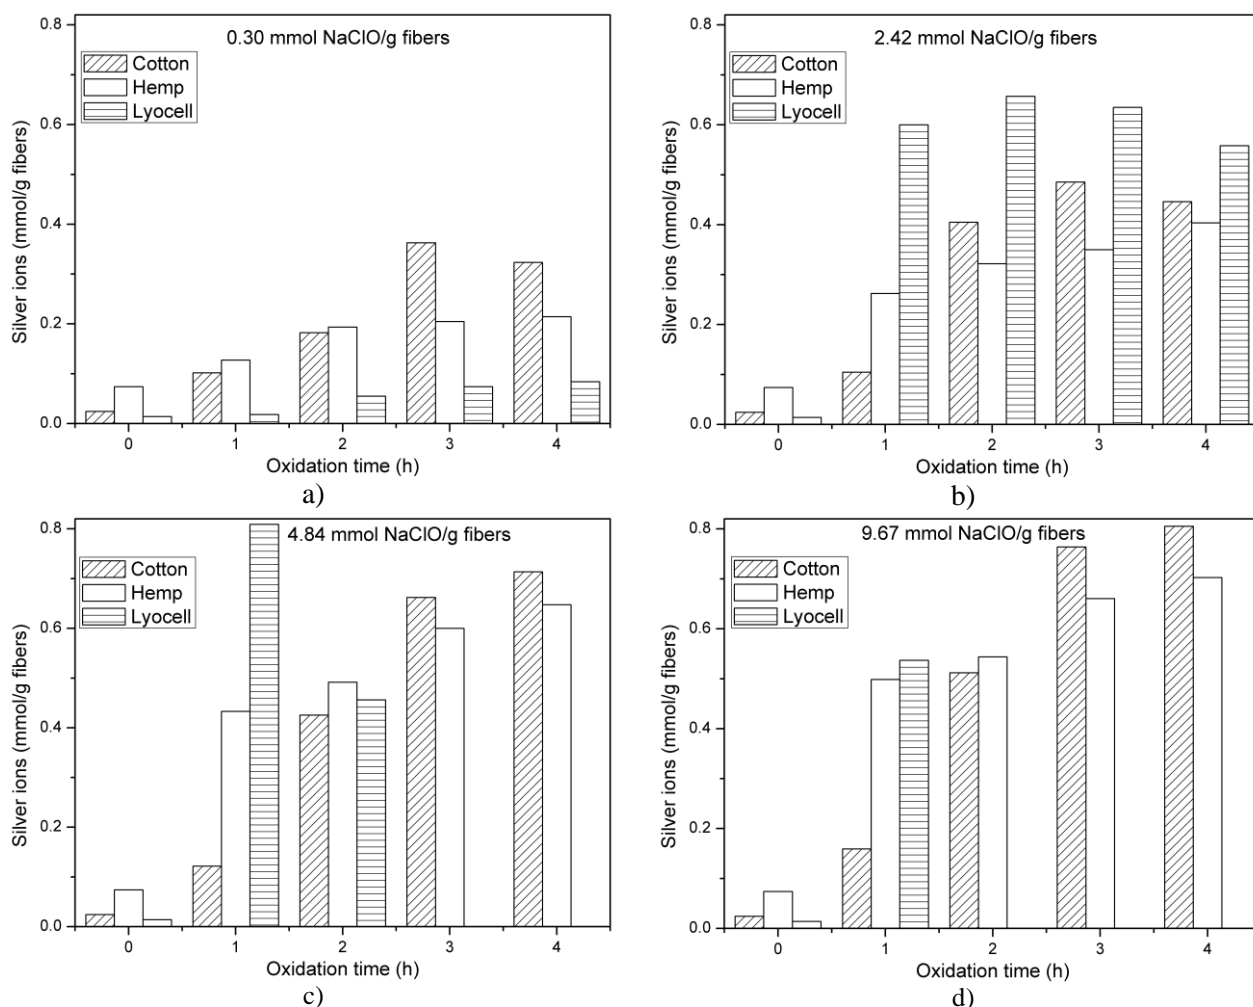 0.30 mmol NaClO/g fibers
Cotton
Hemp
Lyocell
Silver ions (mmol/g fibers)
0.8
0.6
0.4
0.2
0.0
0 1 2 3 4
Oxidation time (h)
a)
2.42 mmol NaClO/g fibers
Cotton
Hemp
Lyocell
Silver ions (mmol/g fibers)
0.8
0.6
0.4
0.2
0.0
0 1 2 3 4
Oxidation time (h)
b)
4.84 mmol NaClO/g fibers
Cotton
Hemp
Lyocell
Silver ions (mmol/g fibers)
0.8
0.6
0.4
0.2
0.0
0 1 2 3 4
Oxidation time (h)
c)
9.67 mmol NaClO/g fibers
Cotton
Hemp
Lyocell
Silver ions (mmol/g fibers)
0.8
0.6
0.4
0.2
0.0
0 1 2 3 4
Oxidation time (h)
d)